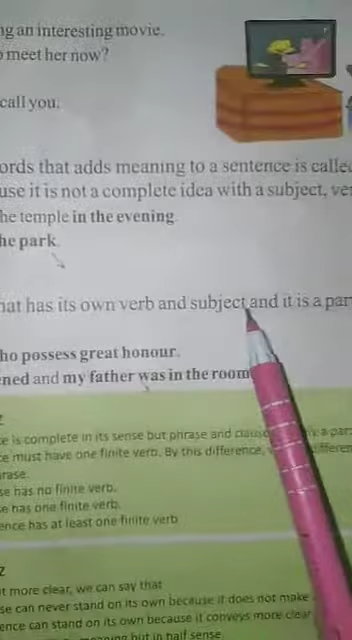 ng an interesting movie.
o meet her now?
call you.
ords that adds meaning to a sentence is called
use it is not a complete idea with a subject, ver
he temple in the evening.
he park.
hat has its own verb and subject and it is a par
ho possess great honour.
ned and my father was in the room
z
ce is complete in its sense but phrase and a par
ce must have one finite verb. By this difference,
rase.
se has no finite verb.
se has one finite verb.
ence has at least one finite verb
z
it more clear, we can say that
se can never stand on its own because it does not make
ence can stand on its own because it conveys more clear
meaning but in half sense